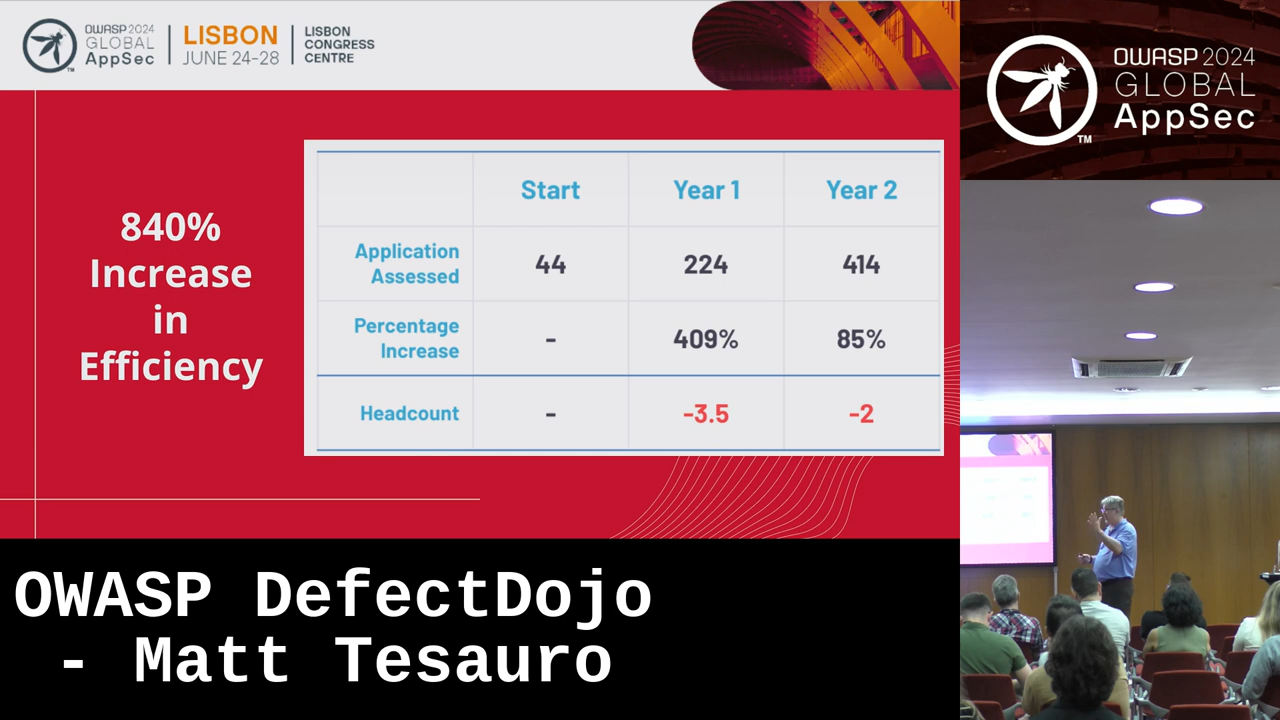 OWASP 2024
GLOBAL
AppSec
LISBON
JUNE 24-28
LISBON
CONGRESS
CENTRE
840%
Increase
in
Efficiency
Start Year 1 Year 2
Application
Assessed
44 224 414
Percentage
Increase
- 409% 85%
Headcount - -3.5 -2
OWASP DefectDojo
- Matt Tesauro
OWASP 2024
GLOBAL
AppSec
TM